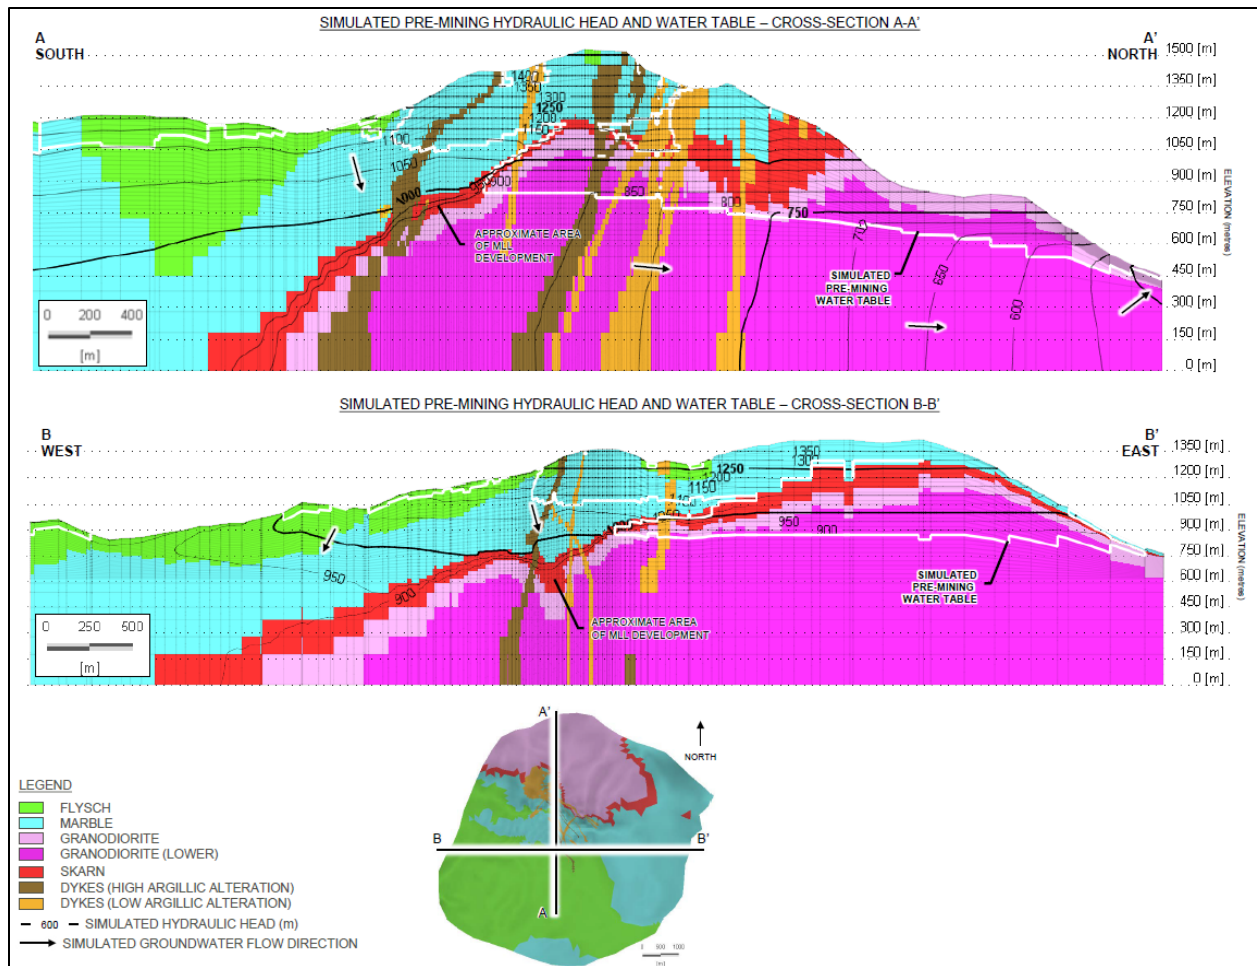 SIMULATED PRE-MINING HYDRAULIC HEAD AND WATER TABLE – CROSS-SECTION A-A'
A
SOUTH
A'
NORTH
1500 [m]
1350 [m]
1200 [m]
1050 [m]
900 [m]
750 [m]
600 [m]
450 [m]
300 [m]
150 [m]
0 [m]
ELEVATION (metres)
1400
1350
1300
1250
1200
1150
1100
1050
1000
900
850
800
750
700
650
600
APPROXIMATE AREA
OF MLL
DEVELOPMENT
SIMULATED
PRE-MINING
WATER TABLE
0 200 400
[m]
SIMULATED PRE-MINING HYDRAULIC HEAD AND WATER TABLE – CROSS-SECTION B-B'
B
WEST
B'
EAST
1350 [m]
1200 [m]
1050 [m]
900 [m]
750 [m]
600 [m]
450 [m]
300 [m]
150 [m]
0 [m]
ELEVATION (metres)
1350
1300
1250
1200
1150
950
900
950
900
SIMULATED
PRE-MINING
WATER TABLE
APPROXIMATE AREA
OF MLL DEVELOPMENT
0 250 500
[m]
A'
NORTH
B
B'
A
[m]
LEGEND
FLYSCH
MARBLE
GRANODIORITE
GRANODIORITE (LOWER)
SKARN
DYKES (HIGH ARGILLIC ALTERATION)
DYKES (LOW ARGILLIC ALTERATION)
600 SIMULATED HYDRAULIC HEAD (m)
SIMULATED GROUNDWATER FLOW DIRECTION